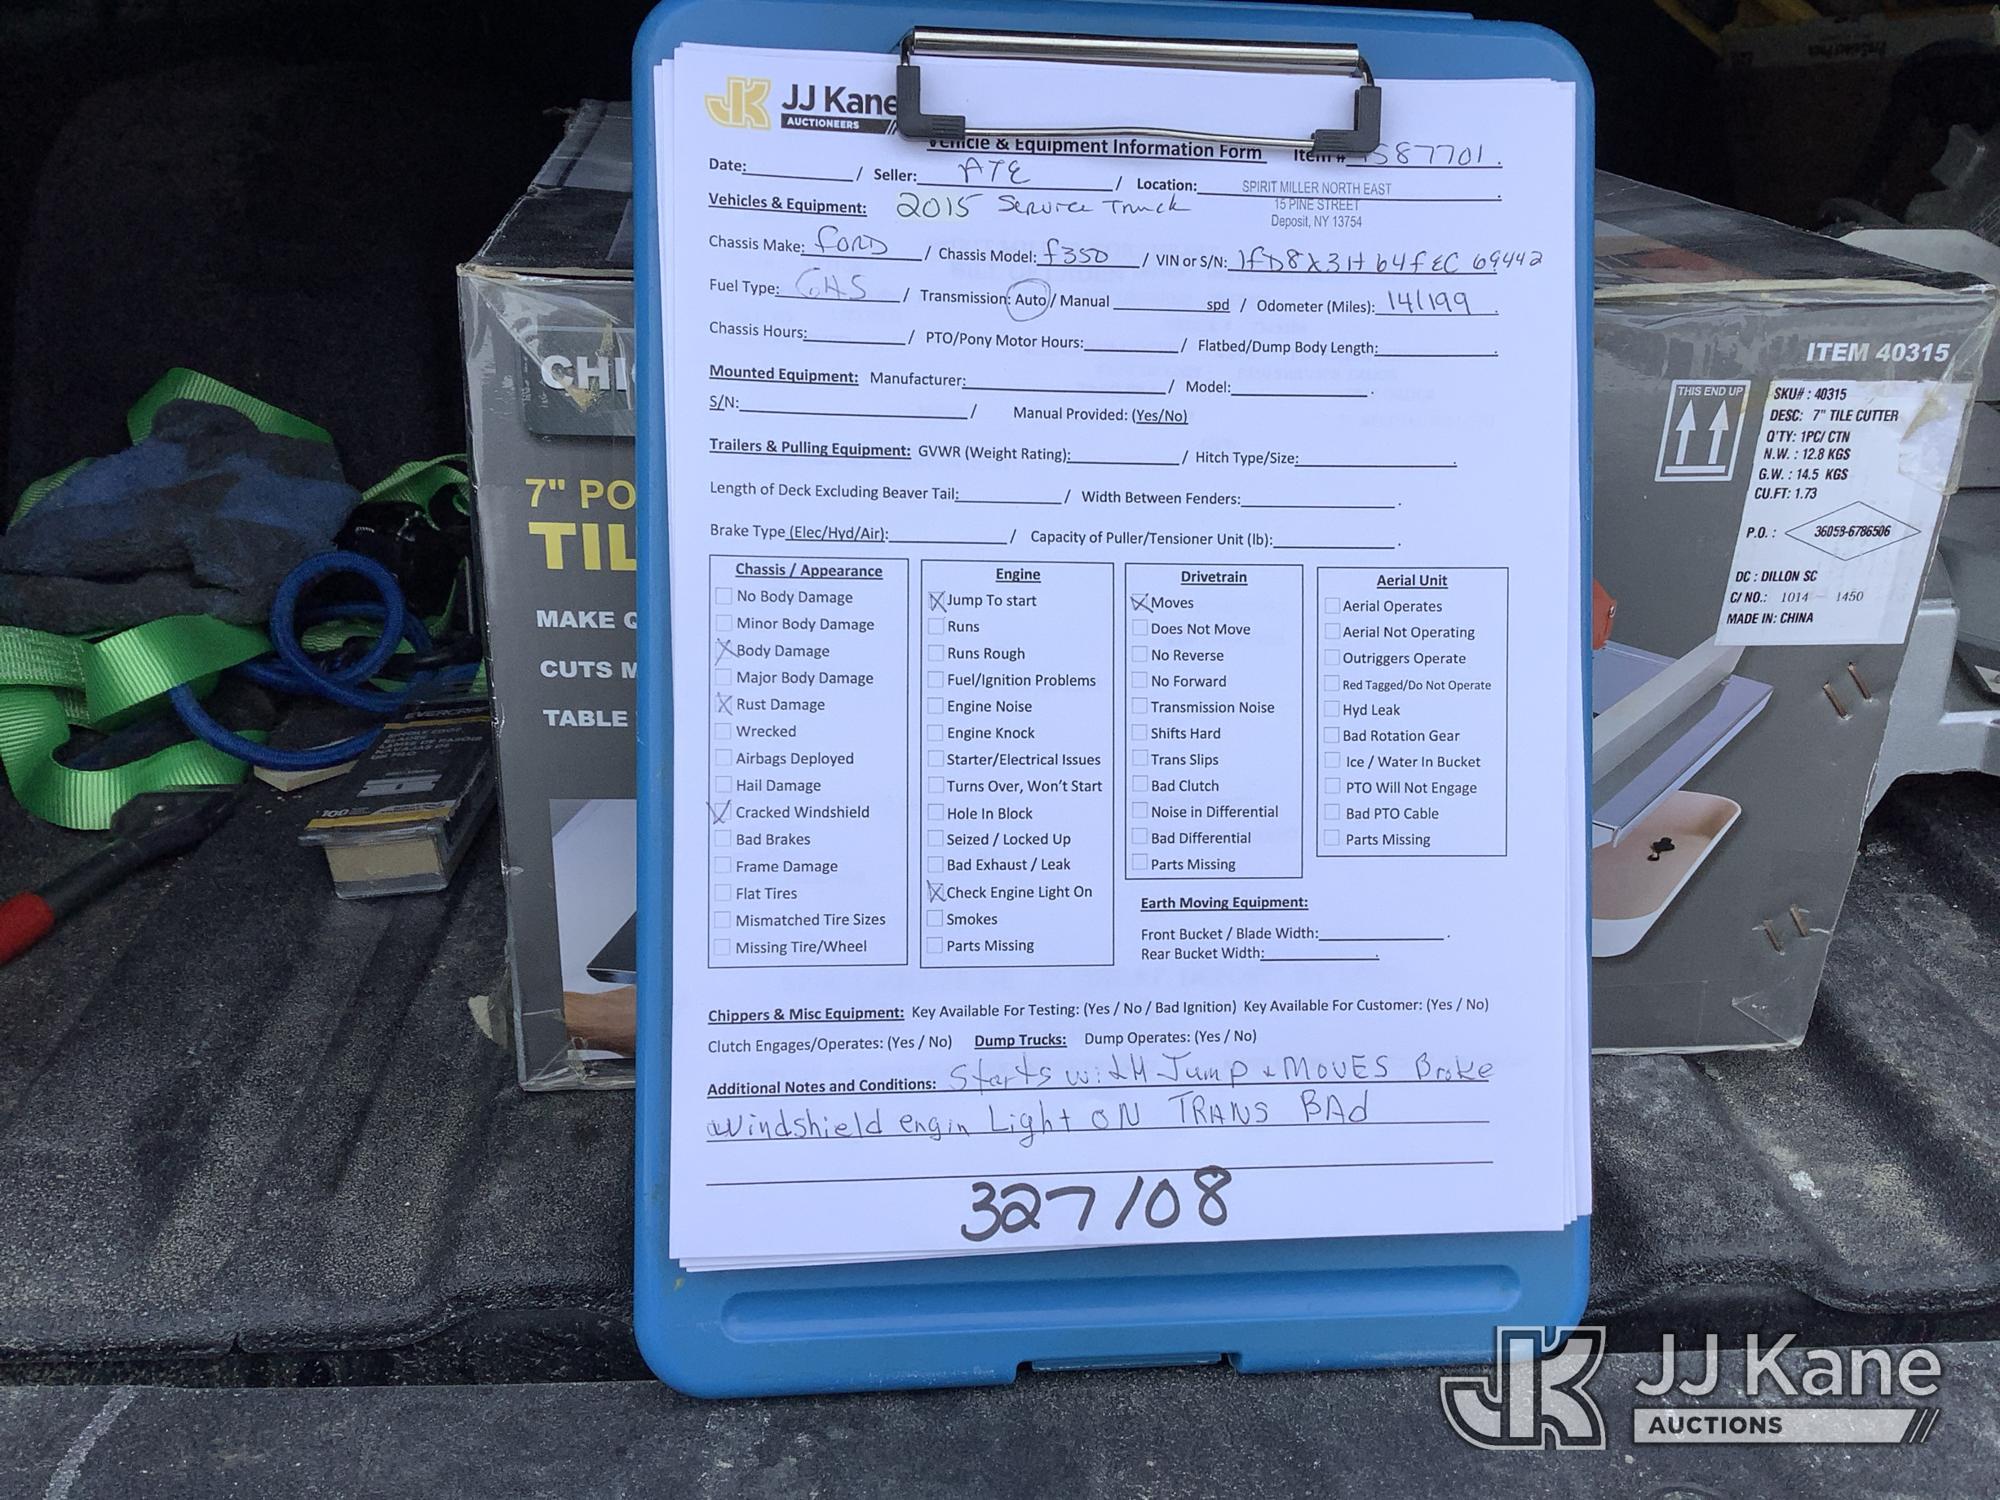 JJ Kane
AUCTIONEERS
Vehicle & Equipment Information Form Item # 1587701.
Date: / Seller: ATE / Location: SPIRIT MILLER NORTH EAST
15 PINE STREET
Deposit, NY 13754
Vehicles & Equipment: 2015 Service Truck
Chassis Make: FORD / Chassis Model: f350 / VIN or S/N: 1fD8X3H64fEC69442
Fuel Type: GAS / Transmission: Auto / Manual spd / Odometer (Miles): 141199.
Chassis Hours: / PTO/Pony Motor Hours: / Flatbed/Dump Body Length: .
Mounted Equipment: Manufacturer: / Model: .
S/N: / Manual Provided: (Yes/No)
Trailers & Pulling Equipment: GVWR (Weight Rating): / Hitch Type/Size: .
Length of Deck Excluding Beaver Tail: / Width Between Fenders: .
Brake Type (Elec/Hyd/Air): / Capacity of Puller/Tensioner Unit (lb): .
Chassis / Appearance
No Body Damage
Minor Body Damage
X Body Damage
Major Body Damage
X Rust Damage
Wrecked
Airbags Deployed
Hail Damage
X Cracked Windshield
Bad Brakes
Frame Damage
Flat Tires
Mismatched Tire Sizes
Missing Tire/Wheel
Engine
X Jump To start
Runs
Runs Rough
Fuel/Ignition Problems
Engine Noise
Engine Knock
Starter/Electrical Issues
Turns Over, Won't Start
Hole In Block
Seized / Locked Up
Bad Exhaust / Leak
X Check Engine Light On
Smokes
Parts Missing
Drivetrain
X Moves
Does Not Move
No Reverse
No Forward
Transmission Noise
Shifts Hard
Trans Slips
Bad Clutch
Noise in Differential
Bad Differential
Parts Missing
Aerial Unit
Aerial Operates
Aerial Not Operating
Outriggers Operate
Red Tagged/Do Not Operate
Hyd Leak
Bad Rotation Gear
Ice / Water In Bucket
PTO Will Not Engage
Bad PTO Cable
Parts Missing
Earth Moving Equipment:
Front Bucket / Blade Width: .
Rear Bucket Width: .
Chippers & Misc Equipment: Key Available For Testing: (Yes / No / Bad Ignition) Key Available For Customer: (Yes / No)
Clutch Engages/Operates: (Yes / No) Dump Trucks: Dump Operates: (Yes / No)
Additional Notes and Conditions: Starts witH Jump & MOVES Broke
windshield engin Light ON TRANS BAd
327108
CHI
7" PO
TIL
MAKE
CUTS
TABLE
EVERCRE
100
ITEM 40315
THIS END UP
SKU# : 40315
DESC: 7" TILE CUTTER
Q'TY: 1PC/ CTN
N.W. : 12.8 KGS
G.W. : 14.5 KGS
CU.FT: 1.73
P.O. : 36058-6786506
DC : DILLON SC
C/ NO.: 1014 - 1450
MADE IN: CHINA
JJ Kane
AUCTIONS